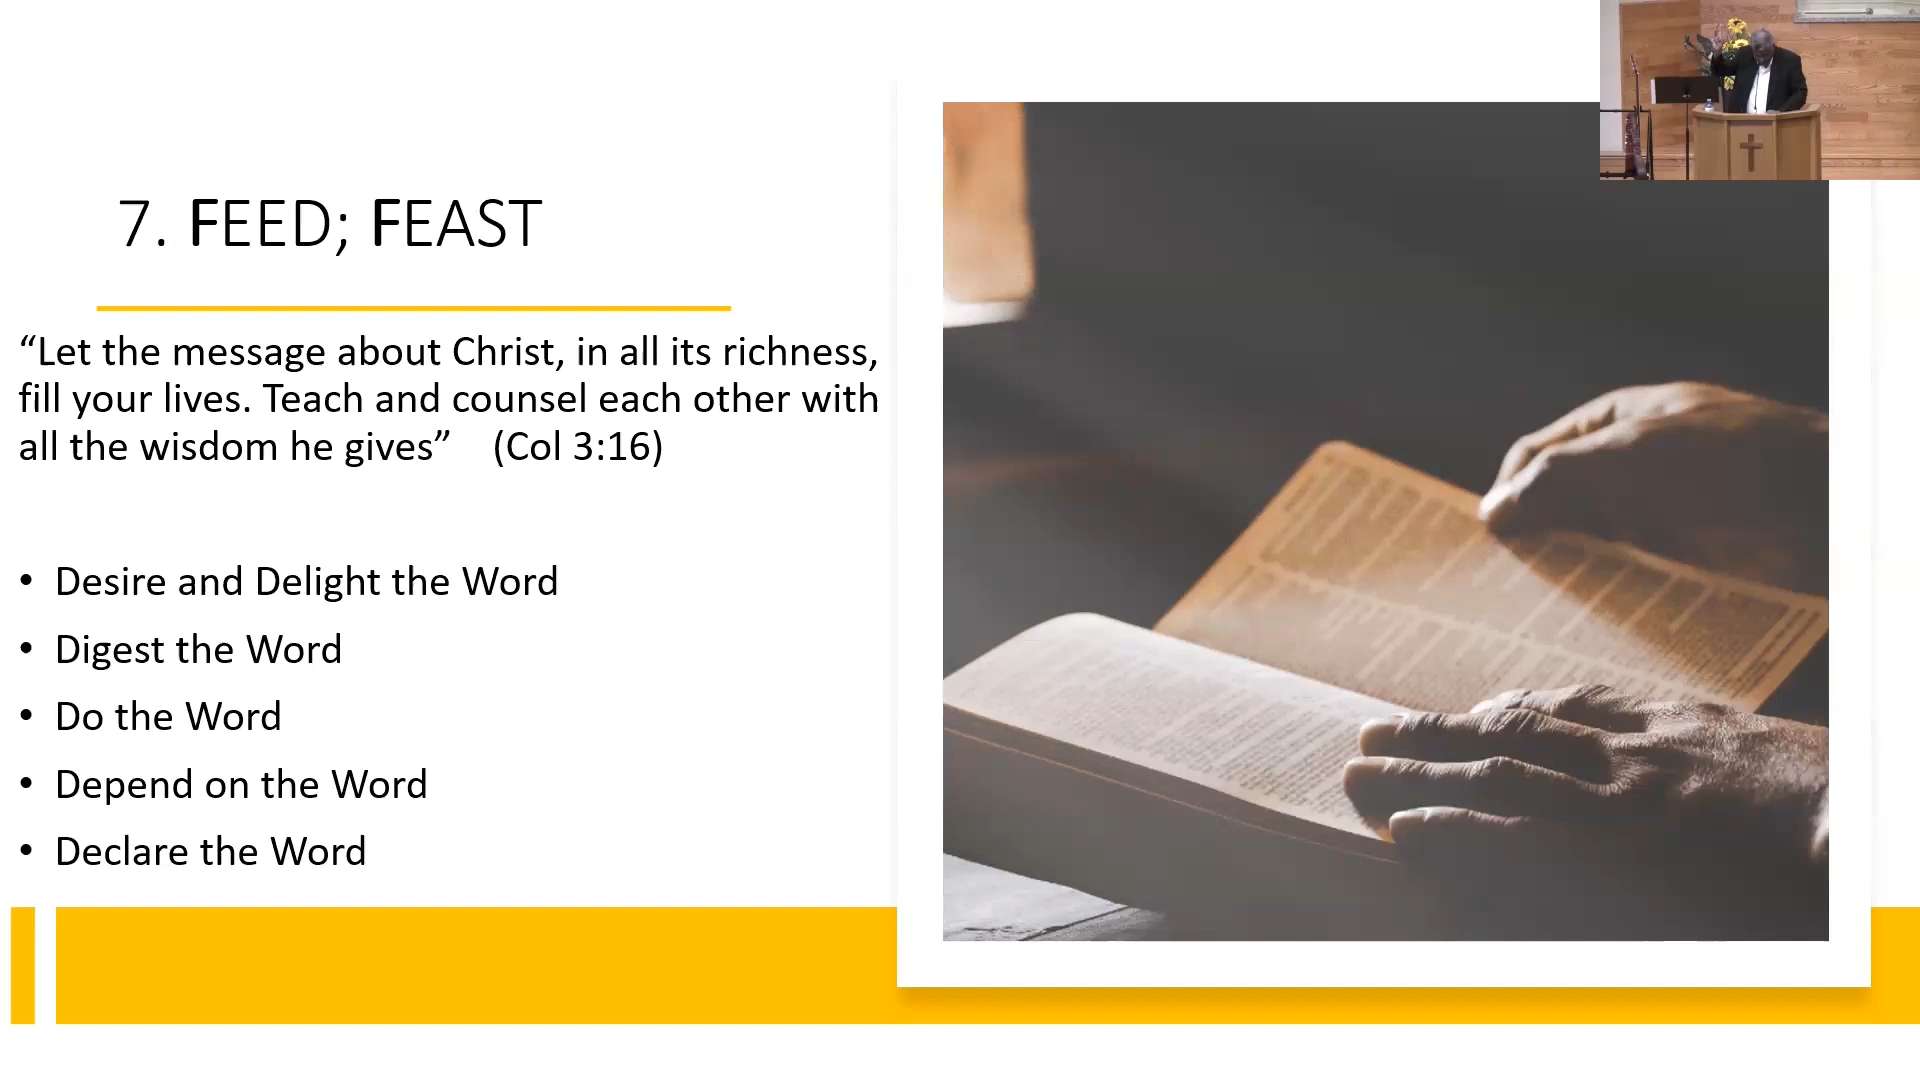 7. FEED; FEAST
“Let the message about Christ, in all its richness,
fill your lives. Teach and counsel each other with
all the wisdom he gives”    (Col 3:16)
• Desire and Delight the Word
• Digest the Word
• Do the Word
• Depend on the Word
• Declare the Word